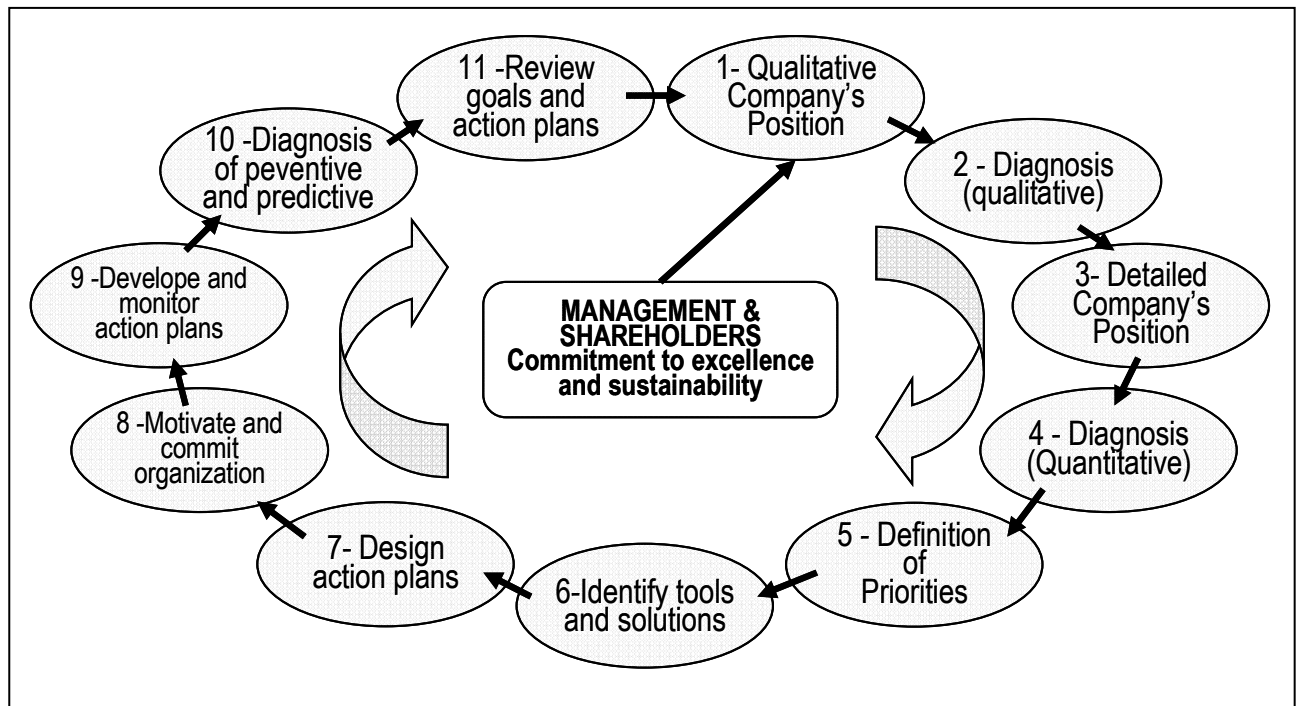 1- Qualitative
Company’s
Position
2 - Diagnosis
(qualitative)
3- Detailed
Company’s
Position
4 - Diagnosis
(Quantitative)
5 - Definition
of
Priorities
6-Identify tools
and solutions
7- Design
action plans
8 -Motivate and
commit
organization
9 -Develope and
monitor
action plans
10 -Diagnosis
of peventive
and predictive
11 -Review
goals and
action plans
MANAGEMENT &
SHAREHOLDERS
Commitment to excellence
and sustainability